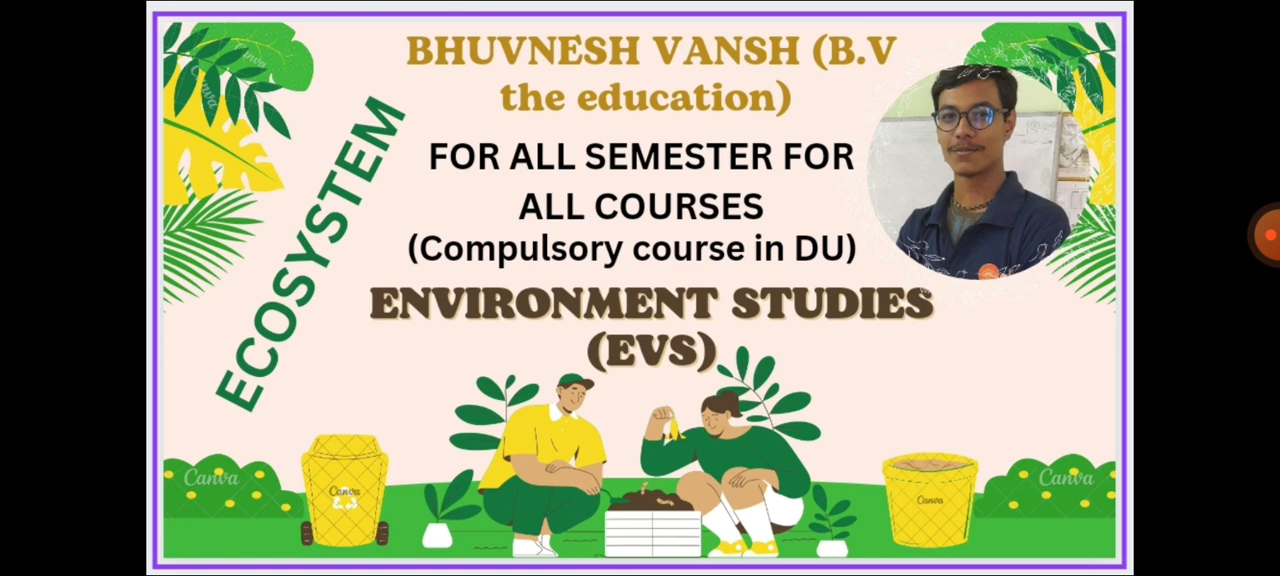 BHUVNESH VANSH (B.V
the education)
ECOSYSTEM
FOR ALL SEMESTER FOR
ALL COURSES
(Compulsory course in DU)
ENVIRONMENT STUDIES
(EVS)
Canva
Canva
Canva
Canva
Canva
Canva